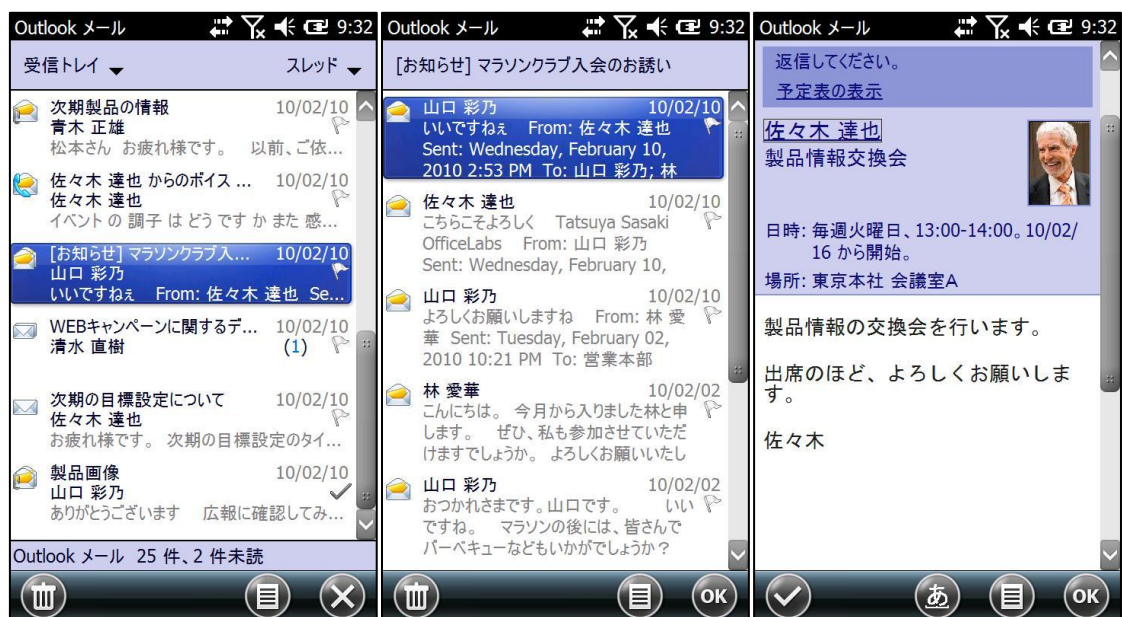 Outlook メール 9:32
受信トレイ スレッド
次期製品の情報 10/02/10
青木 正雄
松本さん お疲れ様です。 以前、ご依...
佐々木 達也 からのボイス ... 10/02/10
佐々木 達也
イベント の 調子 は どう です か また 感...
[お知らせ] マラソンクラブ入... 10/02/10
山口 彩乃
いいですねぇ From: 佐々木 達也 Se...
WEBキャンペーンに関するデ... 10/02/10
清水 直樹 (1)
次期の目標設定について 10/02/10
佐々木 達也
お疲れ様です。 次期の目標設定のタイ...
製品画像 10/02/10
山口 彩乃
ありがとうございます 広報に確認してみ...
Outlook メール 25 件、2 件未読
Outlook メール 9:32
[お知らせ] マラソンクラブ入会のお誘い
山口 彩乃 10/02/10
いいですねぇ From: 佐々木 達也
Sent: Wednesday, February 10,
2010 2:53 PM To: 山口 彩乃; 林
佐々木 達也 10/02/10
こちらこそよろしく Tatsuya Sasaki
OfficeLabs From: 山口 彩乃
Sent: Wednesday, February 10,
山口 彩乃 10/02/10
よろしくお願いしますね From: 林 愛
華 Sent: Tuesday, February 02,
2010 10:21 PM To: 営業本部
林 愛華 10/02/02
こんにちは。 今月から入りました林と申
します。 ぜひ、私も参加させていただ
けますでしょうか。 よろしくお願いいたし
山口 彩乃 10/02/02
おつかれさまです。山口です。 いい
ですね。 マラソンの後には、皆さんで
バーベキューなどもいかがでしょうか？
OK
Outlook メール 9:32
返信してください。
予定表の表示
佐々木 達也
製品情報交換会
日時: 毎週火曜日、13:00-14:00。10/02/
16 から開始。
場所: 東京本社 会議室A
製品情報の交換会を行います。
出席のほど、よろしくお願いしま
す。
佐々木
あ
OK